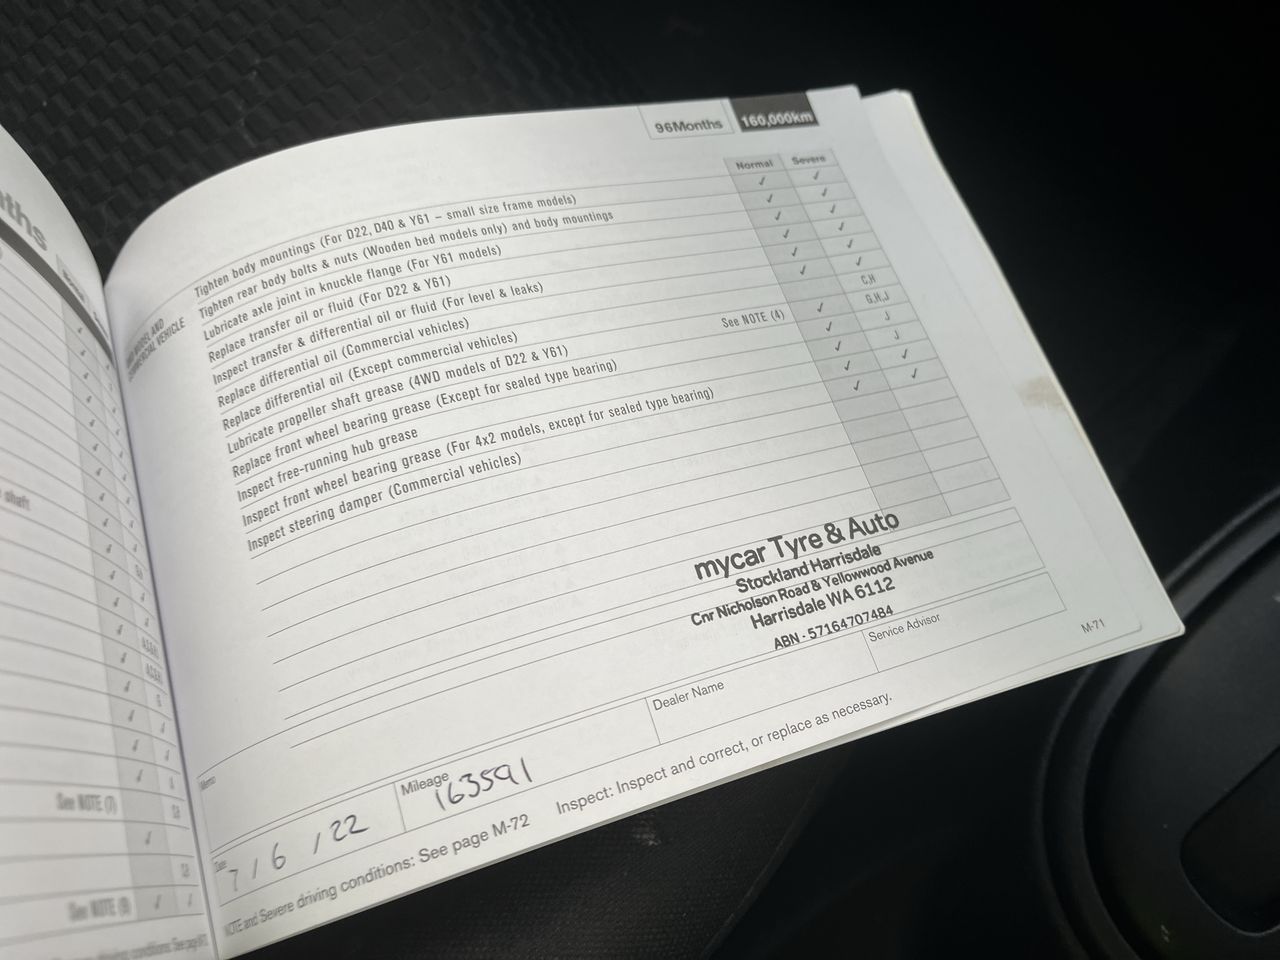 nths
shaft
See NOTE (7)
See NOTE (9)
96Months 160,000km
Normal Severe
4WD MODEL AND
COMMERCIAL VEHICLE
Tighten body mountings (For D22, D40 & Y61 – small size frame models) ✓ ✓
Tighten rear body bolts & nuts (Wooden bed models only) and body mountings ✓ ✓
Lubricate axle joint in knuckle flange (For Y61 models) ✓ ✓
Replace transfer oil or fluid (For D22 & Y61) ✓ ✓
Inspect transfer & differential oil or fluid (For level & leaks) ✓ ✓
Replace differential oil (Commercial vehicles) ✓ ✓
Replace differential oil (Except commercial vehicles) See NOTE (4) C,H
Lubricate propeller shaft grease (4WD models of D22 & Y61) ✓ G,H,J
Replace front wheel bearing grease (Except for sealed type bearing) ✓ J
Inspect free-running hub grease ✓ J
Inspect front wheel bearing grease (For 4x2 models, except for sealed type bearing) ✓ ✓
Inspect steering damper (Commercial vehicles) ✓ ✓
mycar Tyre & Auto
Stockland Harrisdale
Cnr Nicholson Road & Yellowwood Avenue
Harrisdale WA 6112
ABN - 57164707484
Memo
Date 7/6/22
Mileage 163591
Dealer Name
Service Advisor
NOTE and Severe driving conditions: See page M-72 Inspect: Inspect and correct, or replace as necessary.
M-71